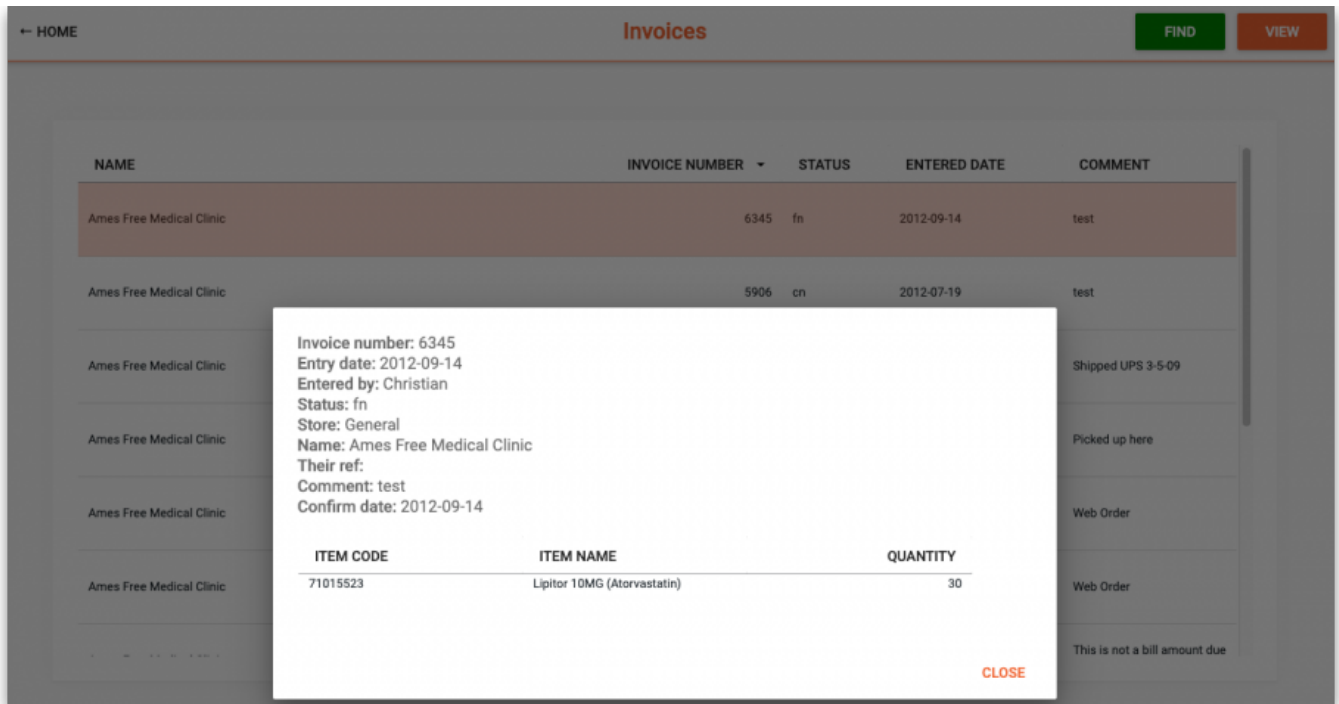 ← HOME Invoices FIND VIEW
NAME INVOICE NUMBER STATUS ENTERED DATE COMMENT
Ames Free Medical Clinic 6345 fn 2012-09-14 test
Ames Free Medical Clinic 5906 cn 2012-07-19 test
Ames Free Medical Clinic Shipped UPS 3-5-09
Ames Free Medical Clinic Picked up here
Ames Free Medical Clinic Web Order
Ames Free Medical Clinic Web Order
This is not a bill amount due
Invoice number: 6345
Entry date: 2012-09-14
Entered by: Christian
Status: fn
Store: General
Name: Ames Free Medical Clinic
Their ref:
Comment: test
Confirm date: 2012-09-14
ITEM CODE ITEM NAME QUANTITY
71015523 Lipitor 10MG (Atorvastatin) 30
CLOSE